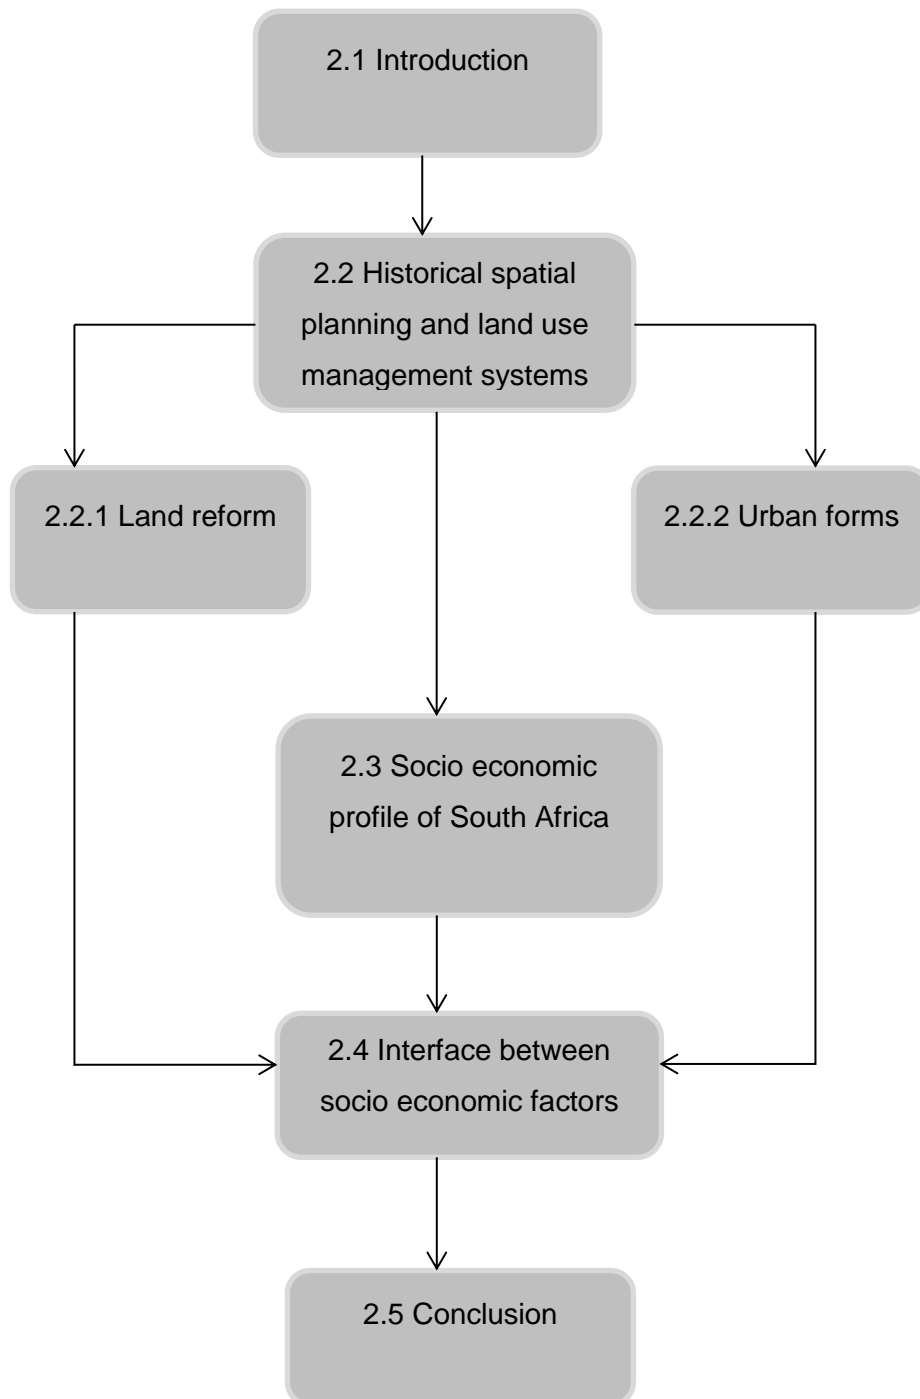 2.1 Introduction
2.2 Historical spatial
planning and land use
management systems
2.2.1 Land reform
2.2.2 Urban forms
2.3 Socio economic
profile of South Africa
2.4 Interface between
socio economic factors
2.5 Conclusion